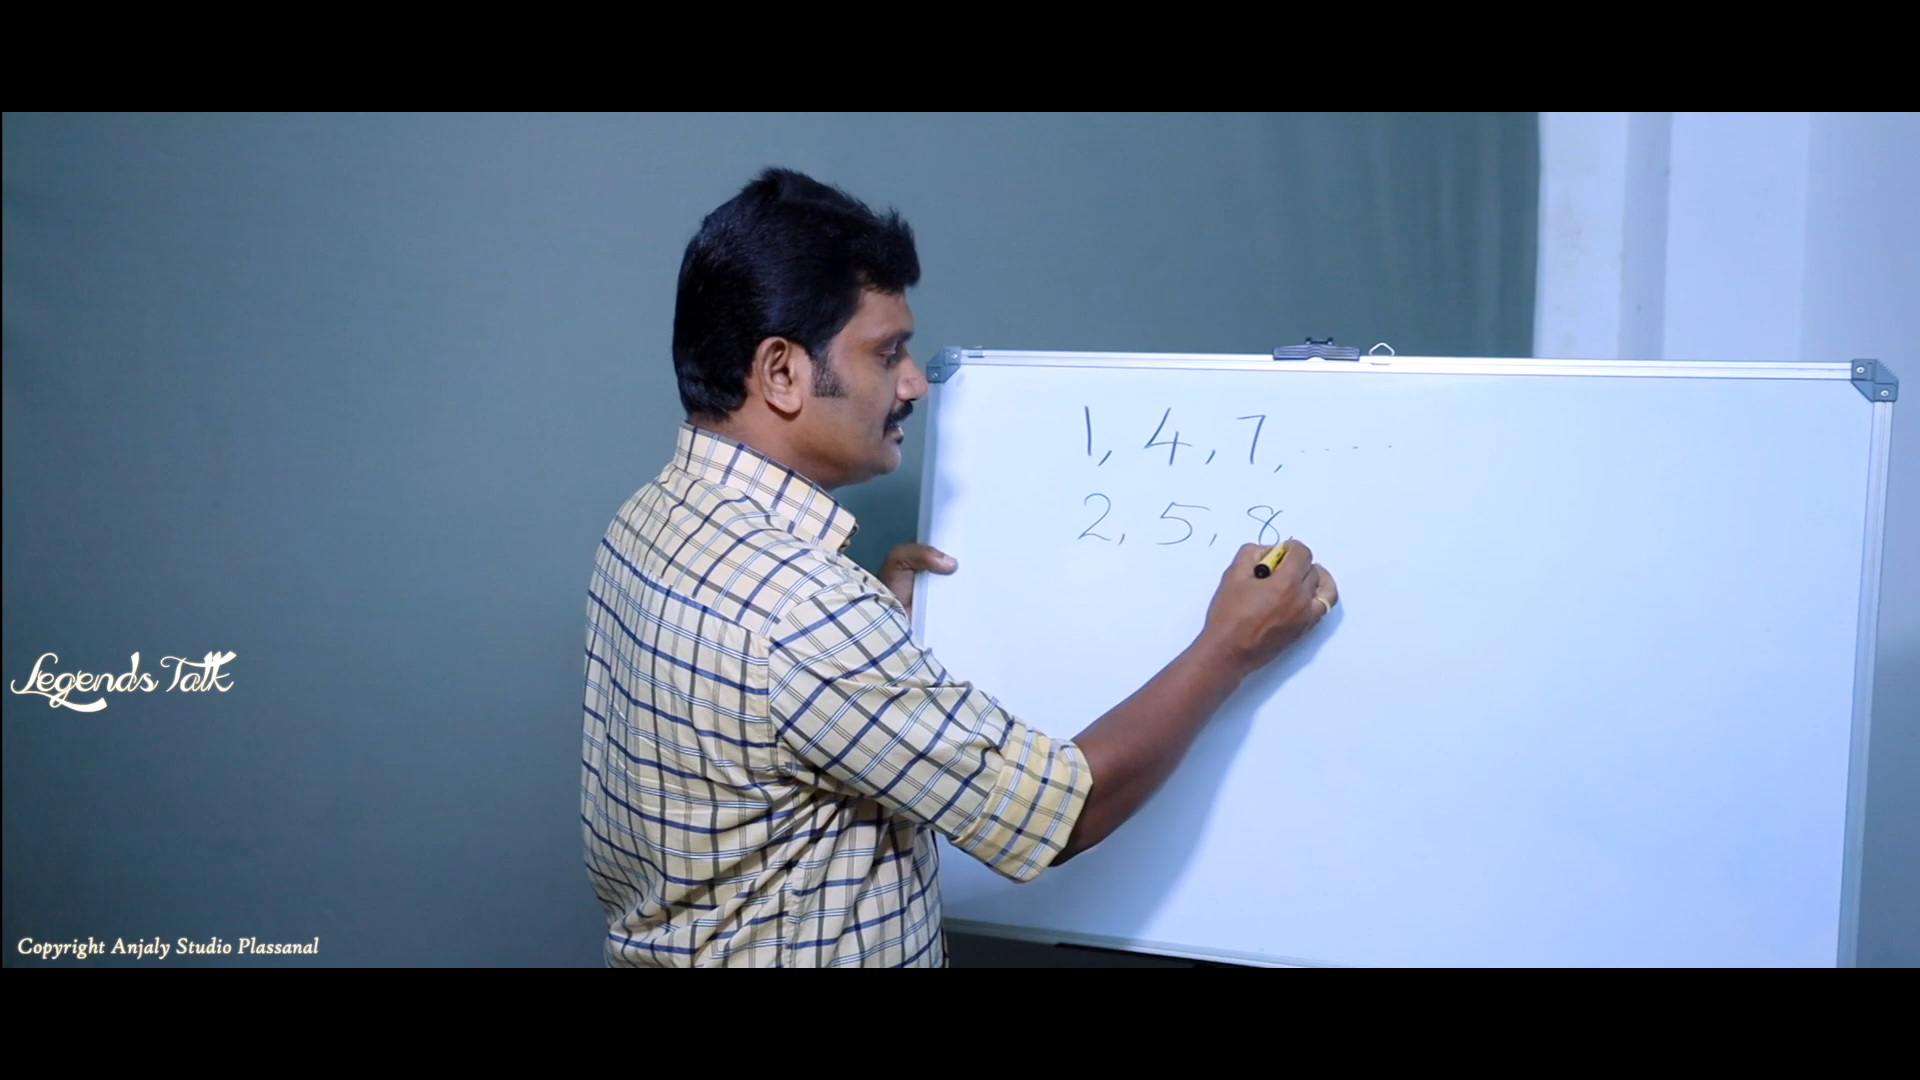 1, 4, 7, ....
2, 5, 8,
Legends Talk
Copyright Anjaly Studio Plassanal